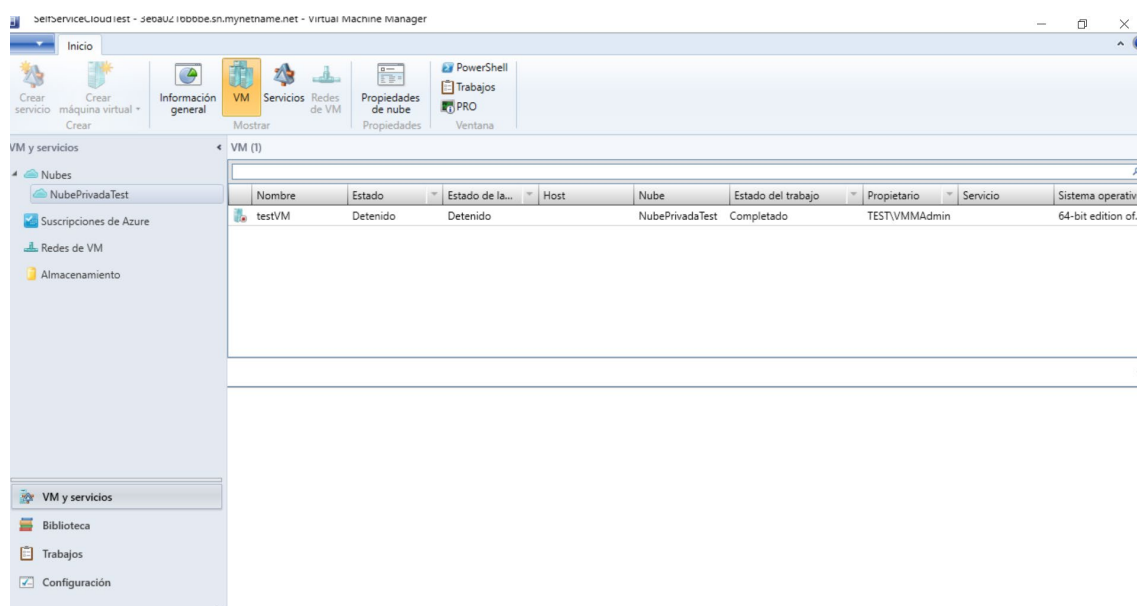 SelfServiceCloudTest - 3e6a0216b6be.sn.mynetname.net - Virtual Machine Manager
Inicio
Crear servicio
Crear máquina virtual
Información general
VM
Servicios
Redes de VM
Propiedades de nube
PowerShell
Trabajos
PRO
Crear
Mostrar
Propiedades
Ventana
VM y servicios
VM (1)
Nubes
NubePrivadaTest
Suscripciones de Azure
Redes de VM
Almacenamiento
Nombre Estado Estado de la... Host Nube Estado del trabajo Propietario Servicio Sistema operativ
testVM Detenido Detenido NubePrivadaTest Completado TEST\VMMAdmin 64-bit edition of.
VM y servicios
Biblioteca
Trabajos
Configuración